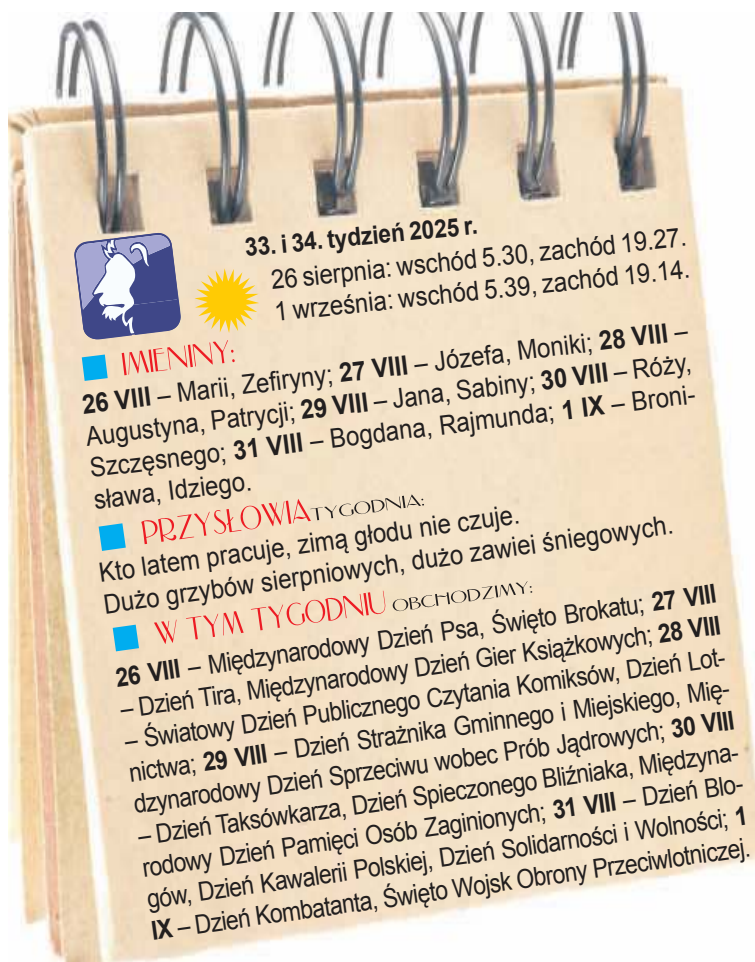 33. i 34. tydzień 2025 r.
26 sierpnia: wschód 5.30, zachód 19.27.
1 września: wschód 5.39, zachód 19.14.
IMIENINY:
26 VIII – Marii, Zefiryny; 27 VIII – Józefa, Moniki; 28 VIII –
Augustyna, Patrycji; 29 VIII – Jana, Sabiny; 30 VIII – Róży,
Szczęsnego; 31 VIII – Bogdana, Rajmunda; 1 IX – Broni-
sława, Idziego.
PRZYSŁOWIA TYGODNIA:
Kto latem pracuje, zimą głodu nie czuje.
Dużo grzybów sierpniowych, dużo zawiei śniegowych.
W TYM TYGODNIU OBCHODZIMY:
26 VIII – Międzynarodowy Dzień Psa, Święto Brokatu; 27 VIII
– Dzień Tira, Międzynarodowy Dzień Gier Książkowych; 28 VIII
– Światowy Dzień Publicznego Czytania Komiksów, Dzień Lot-
nictwa; 29 VIII – Dzień Strażnika Gminnego i Miejskiego, Mię-
dzynarodowy Dzień Sprzeciwu wobec Prób Jądrowych; 30 VIII
– Dzień Taksówkarza, Dzień Spieczonego Bliźniaka, Międzyna-
rodowy Dzień Pamięci Osób Zaginionych; 31 VIII – Dzień Blo-
gów, Dzień Kawalerii Polskiej, Dzień Solidarności i Wolności; 1
IX – Dzień Kombatanta, Święto Wojsk Obrony Przeciwlotniczej.